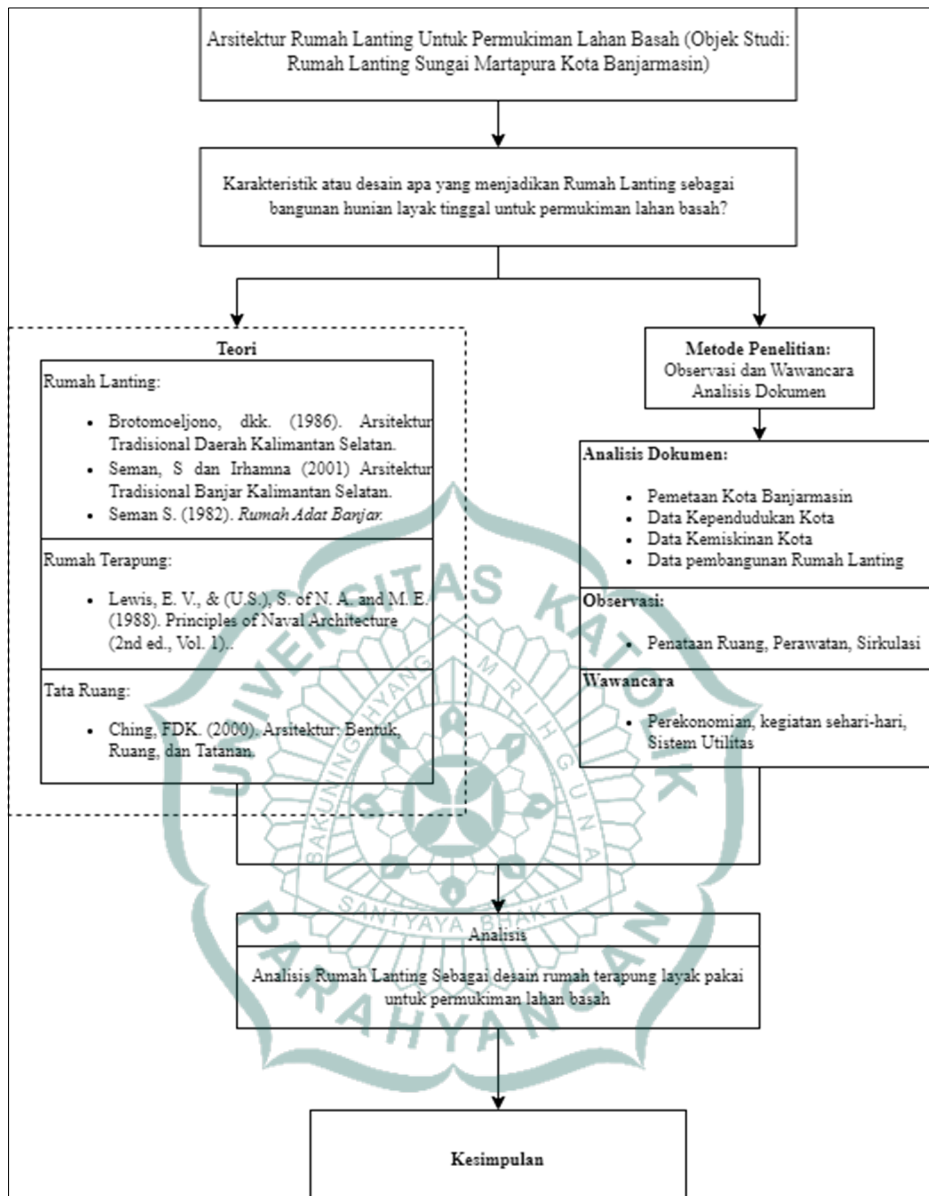 Arsitektur Rumah Lanting Untuk Permukiman Lahan Basah (Objek Studi:
Rumah Lanting Sungai Martapura Kota Banjarmasin)
Karakteristik atau desain apa yang menjadikan Rumah Lanting sebagai
bangunan hunian layak tinggal untuk permukiman lahan basah?
Teori
Rumah Lanting:
• Brotomoeljono, dkk. (1986). Arsitektur
Tradisional Daerah Kalimantan Selatan.
• Seman, S dan Irhamna (2001) Arsitektur
Tradisional Banjar Kalimantan Selatan.
• Seman S. (1982). Rumah Adat Banjar.
Rumah Terapung:
• Lewis, E. V., & (U.S.), S. of N. A. and M. E.
(1988). Principles of Naval Architecture
(2nd ed., Vol. 1)..
Tata Ruang:
• Ching, FDK. (2000). Arsitektur: Bentuk,
Ruang, dan Tatanan.
Metode Penelitian:
Observasi dan Wawancara
Analisis Dokumen
Analisis Dokumen:
• Pemetaan Kota Banjarmasin
• Data Kependudukan Kota
• Data Kemiskinan Kota
• Data pembangunan Rumah Lanting
Observasi:
• Penataan Ruang, Perawatan, Sirkulasi
Wawancara
• Perekonomian, kegiatan sehari-hari,
Sistem Utilitas
Analisis
Analisis Rumah Lanting Sebagai desain rumah terapung layak pakai
untuk permukiman lahan basah
Kesimpulan
UNIVERSITAS KATOLIK
PARAHYANGAN
BAKUNING HYANG MRIH GUNA
SANTYAYA BHAKTI